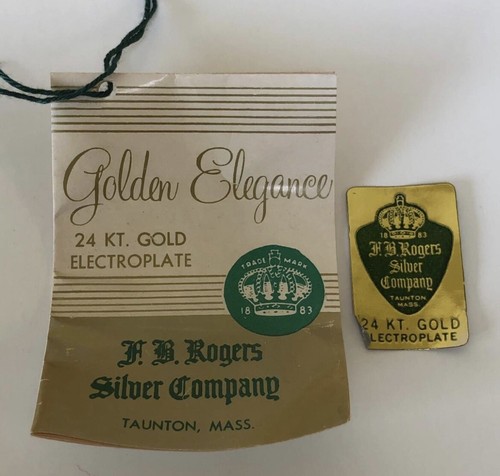 Golden Elegance
24 KT. GOLD
ELECTROPLATE
TRADE MARK
18 83
F. B. Rogers
Silver Company
TAUNTON, MASS.
18 83
F. B. Rogers
Silver
Company
TAUNTON
MASS.
24 KT. GOLD
ELECTROPLATE